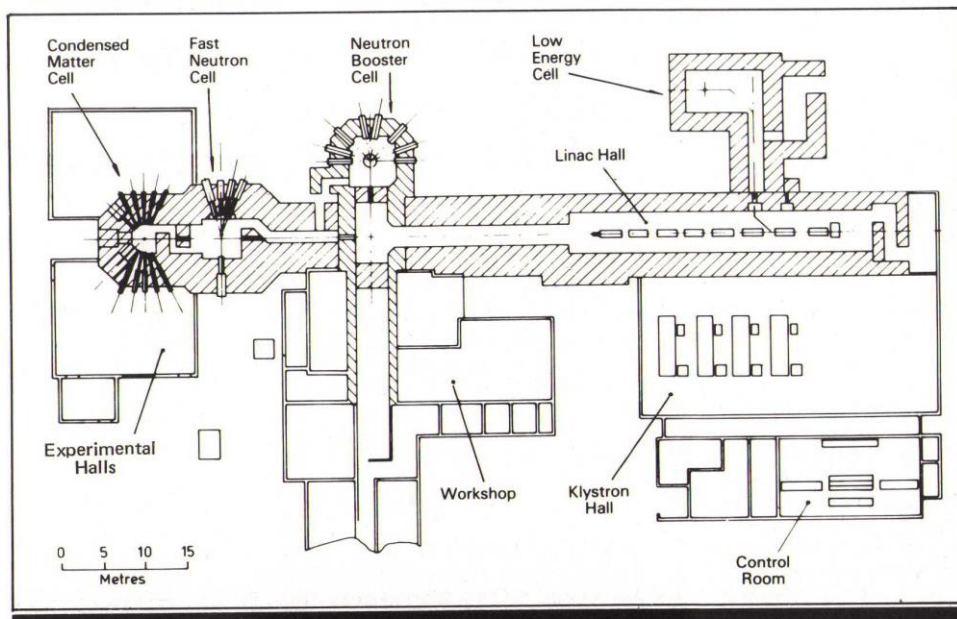 Condensed
Matter
Cell
Fast
Neutron
Cell
Neutron
Booster
Cell
Low
Energy
Cell
Linac Hall
Experimental
Halls
Workshop
Klystron
Hall
Control
Room
0 5 10 15
Metres